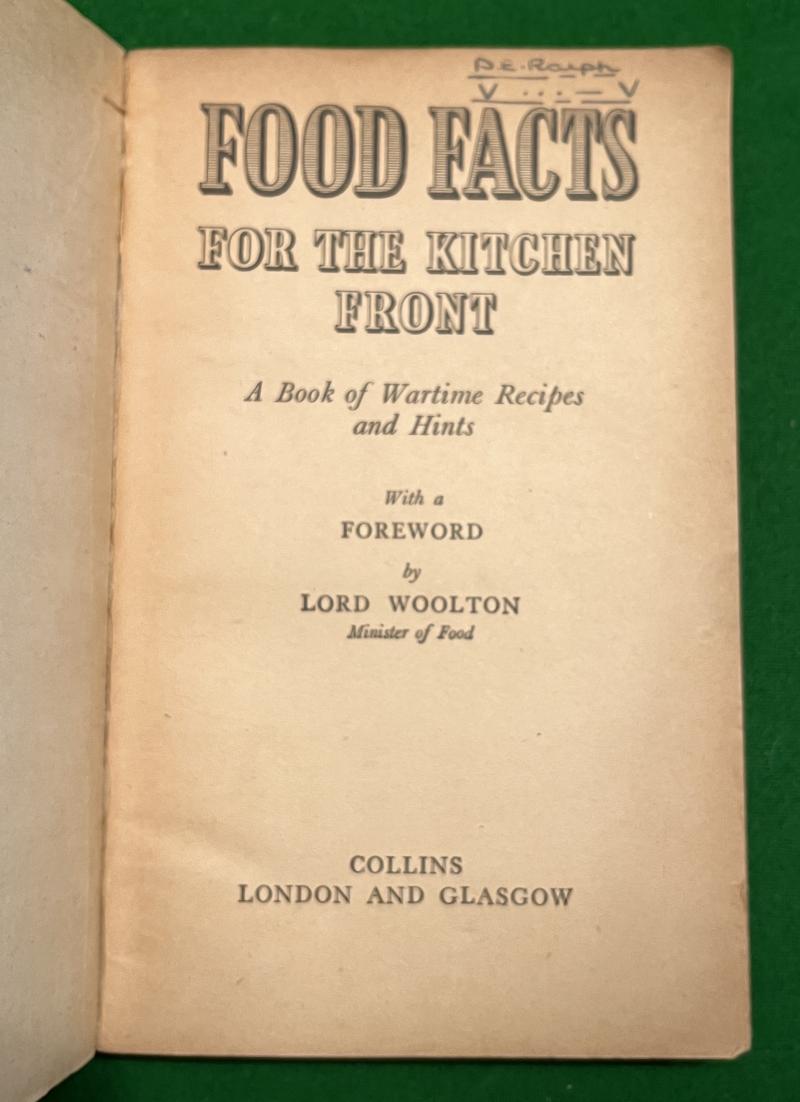 P.E. Ralph
V ...- V
FOOD FACTS
FOR THE KITCHEN
FRONT
A Book of Wartime Recipes
and Hints
With a
FOREWORD
by
LORD WOOLTON
Minister of Food
COLLINS
LONDON AND GLASGOW